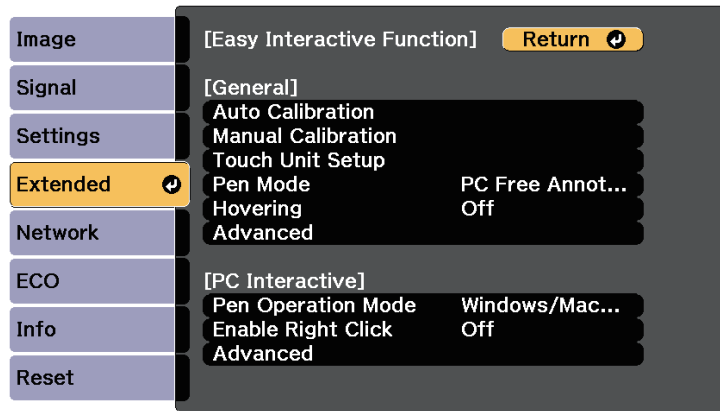 Image
Signal
Settings
Extended
Network
ECO
Info
Reset
[Easy Interactive Function] Return
[General]
Auto Calibration
Manual Calibration
Touch Unit Setup
Pen Mode PC Free Annot...
Hovering Off
Advanced
[PC Interactive]
Pen Operation Mode Windows/Mac...
Enable Right Click Off
Advanced